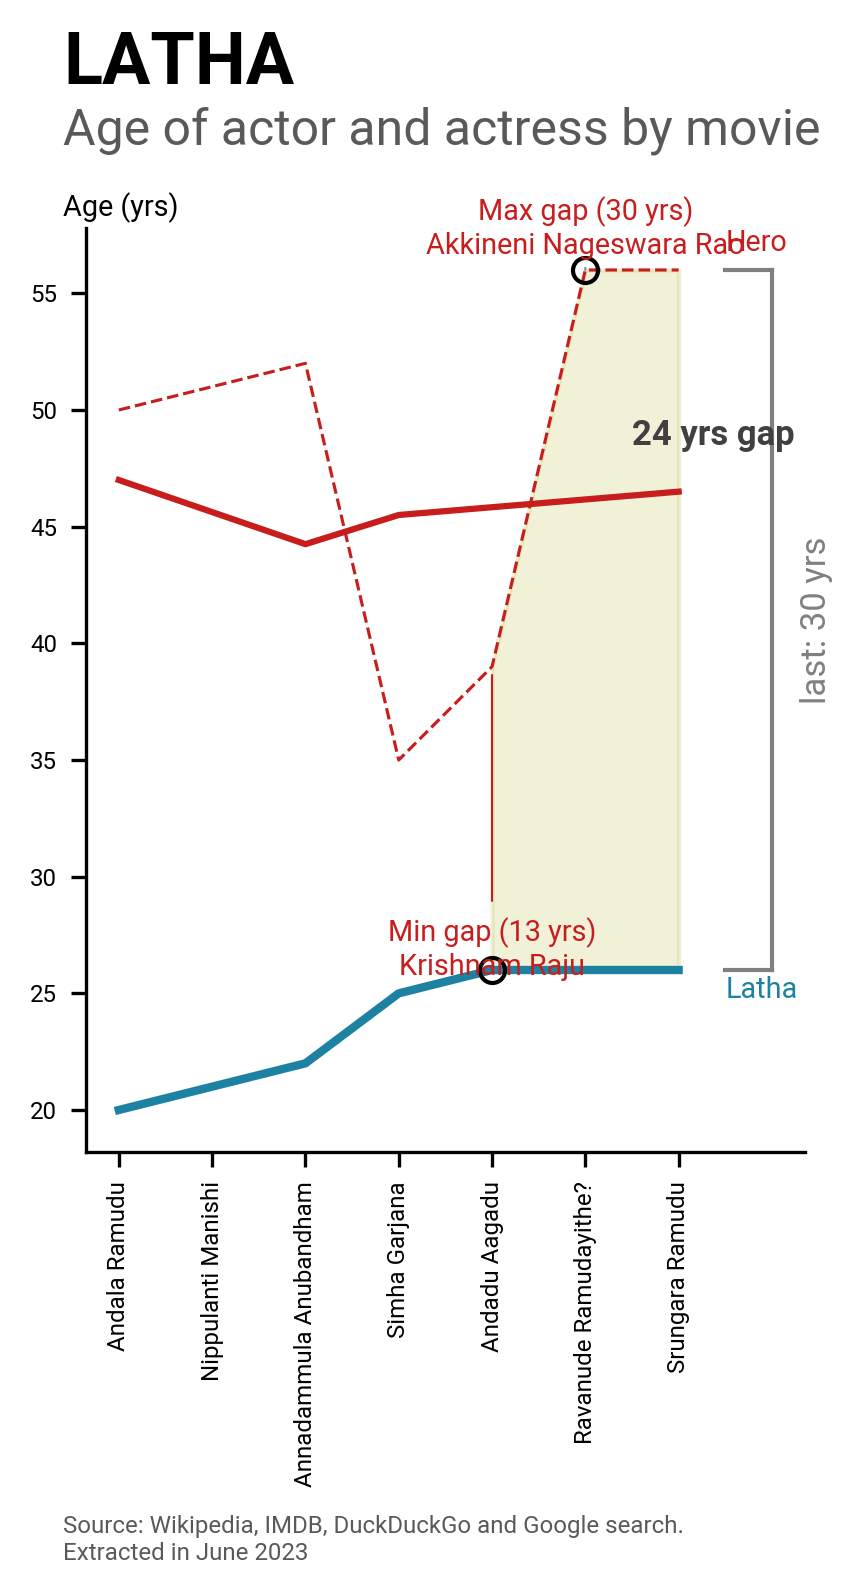 LATHA
Age of actor and actress by movie
Age (yrs)
Max gap (30 yrs)
Akkineni Nageswara Rao
Hero
55
50
24 yrs gap
45
last: 30 yrs
40
35
30
Min gap (13 yrs)
Krishnam Raju
25
Latha
20
Andala Ramudu
Nippulanti Manishi
Annadammula Anubandham
Simha Garjana
Andadu Aagadu
Ravanude Ramudayithe?
Srungara Ramudu
Source: Wikipedia, IMDB, DuckDuckGo and Google search.
Extracted in June 2023